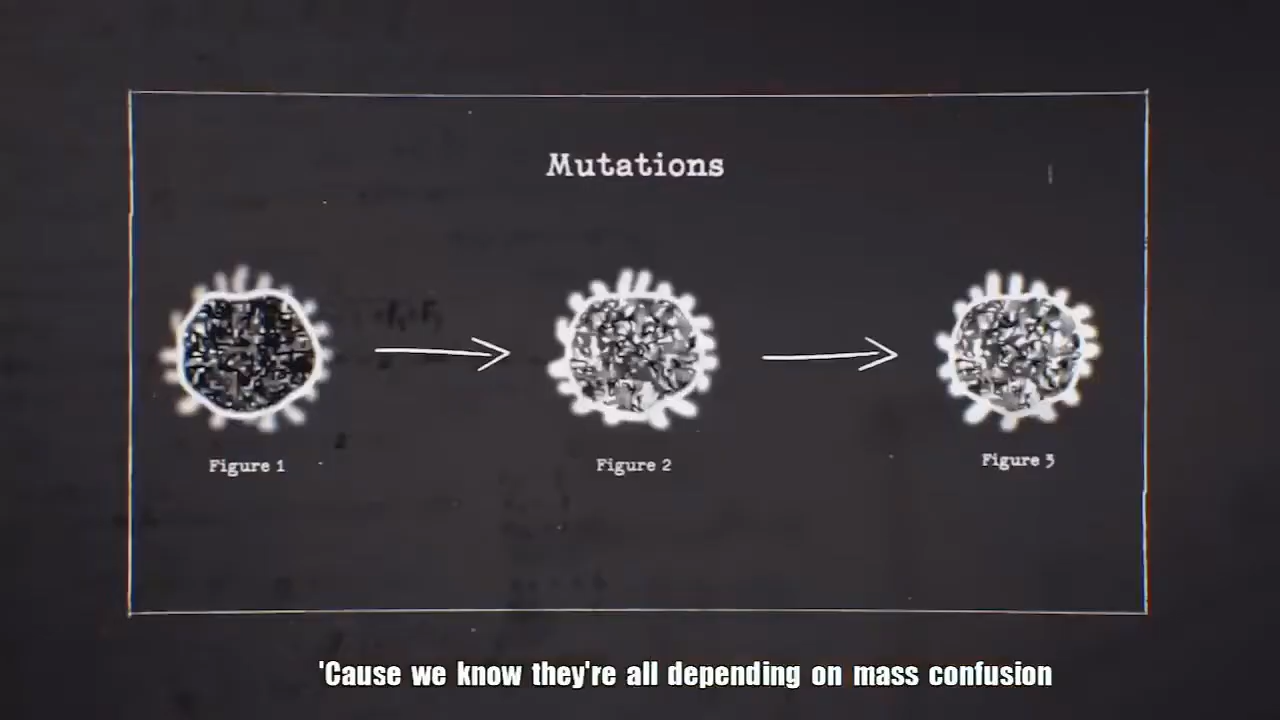 Mutations
Figure 1
Figure 2
Figure 3
'Cause we know they're all depending on mass confusion